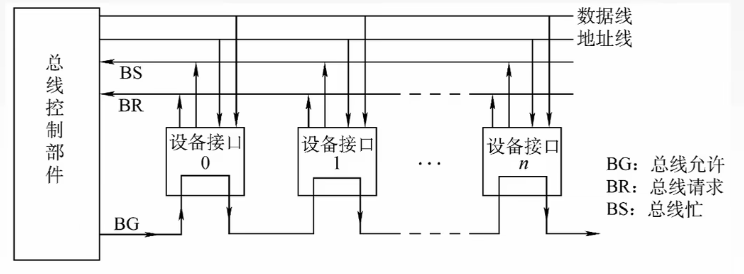 数据线
地址线
总线控制部件
BS
BR
设备接口
0
设备接口
1
…
设备接口
n
BG
BG：总线允许
BR：总线请求
BS：总线忙